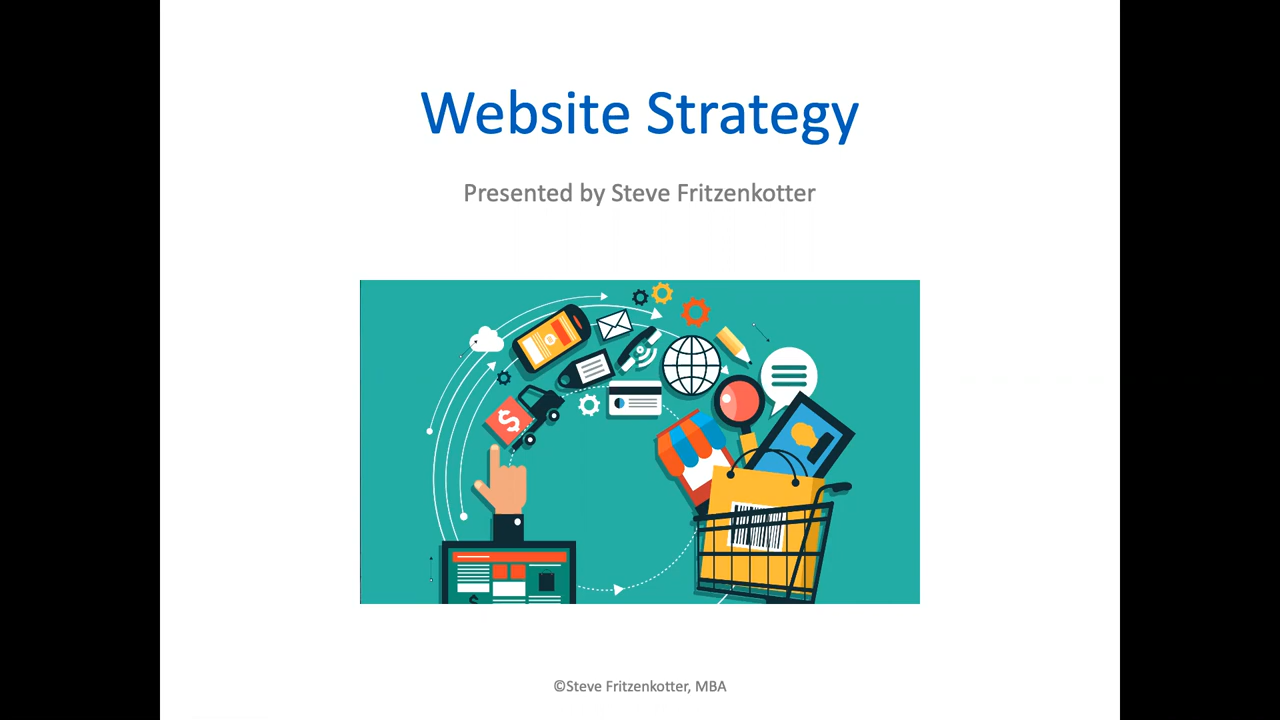 Website Strategy
Presented by Steve Fritzenkotter
$
$
©Steve Fritzenkotter, MBA